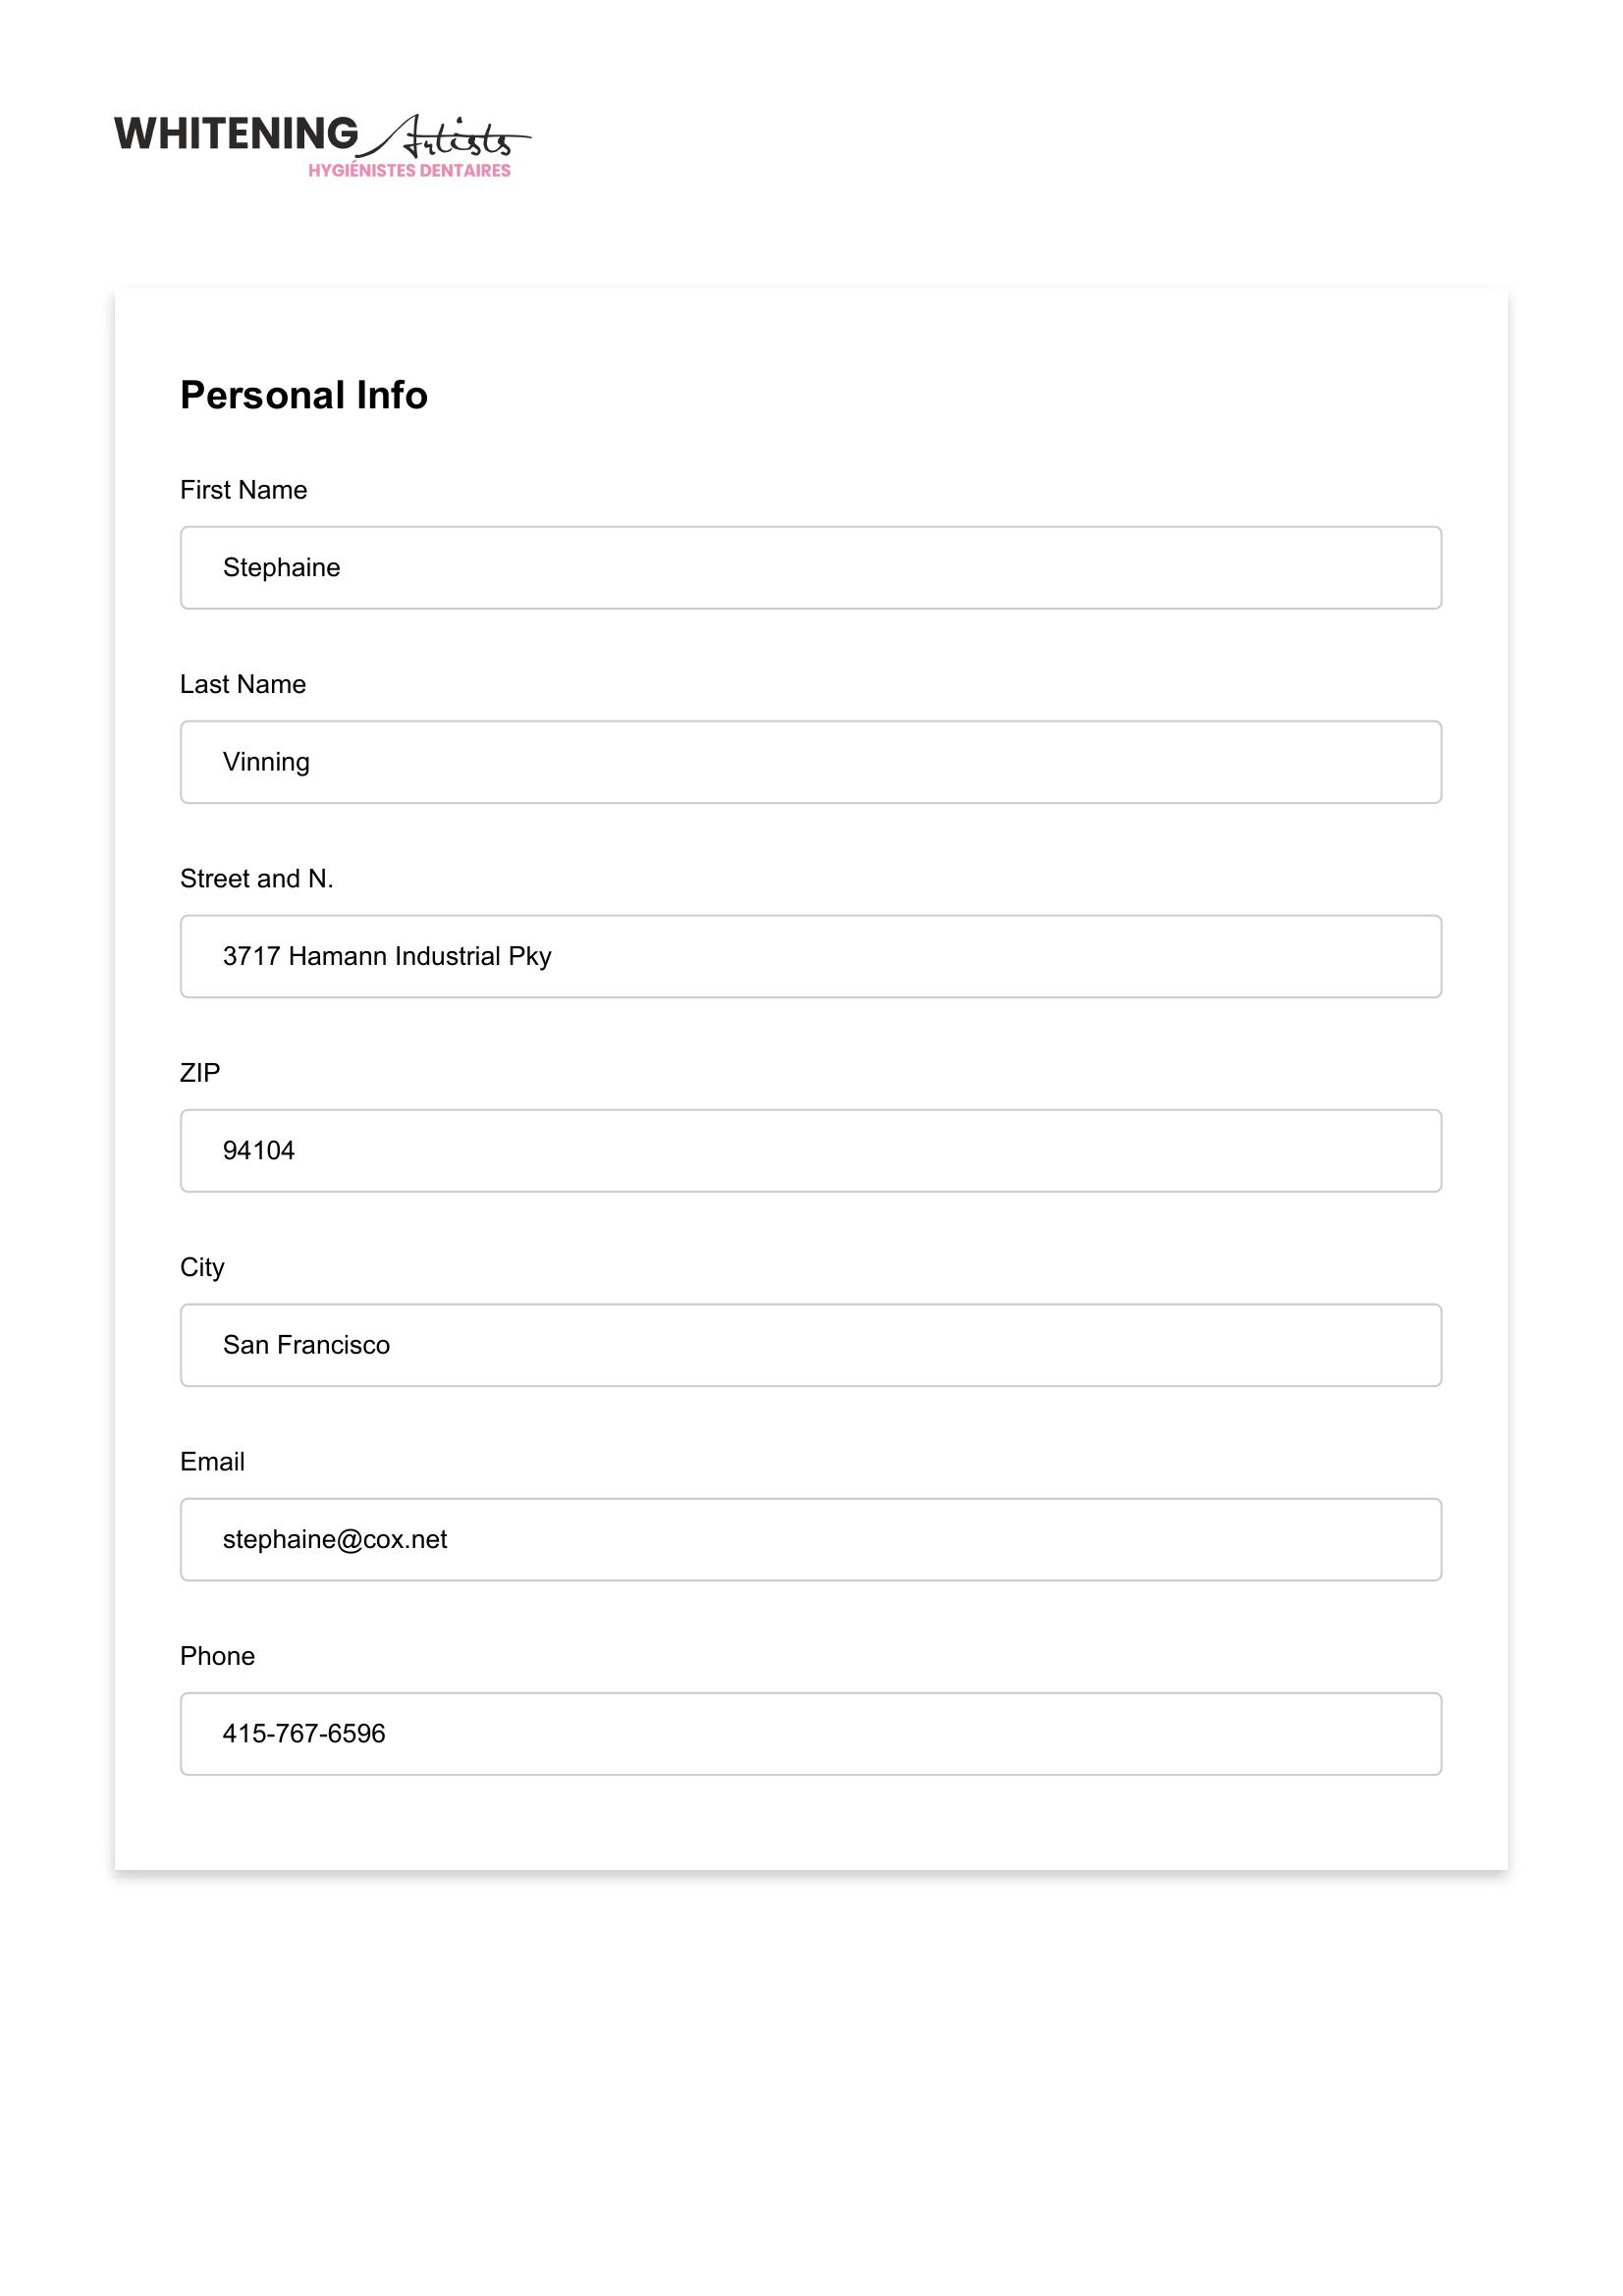 WHITENING Artists
HYGIÉNISTES DENTAIRES
Personal Info
First Name
Stephaine
Last Name
Vinning
Street and N.
3717 Hamann Industrial Pky
ZIP
94104
City
San Francisco
Email
stephaine@cox.net
Phone
415-767-6596